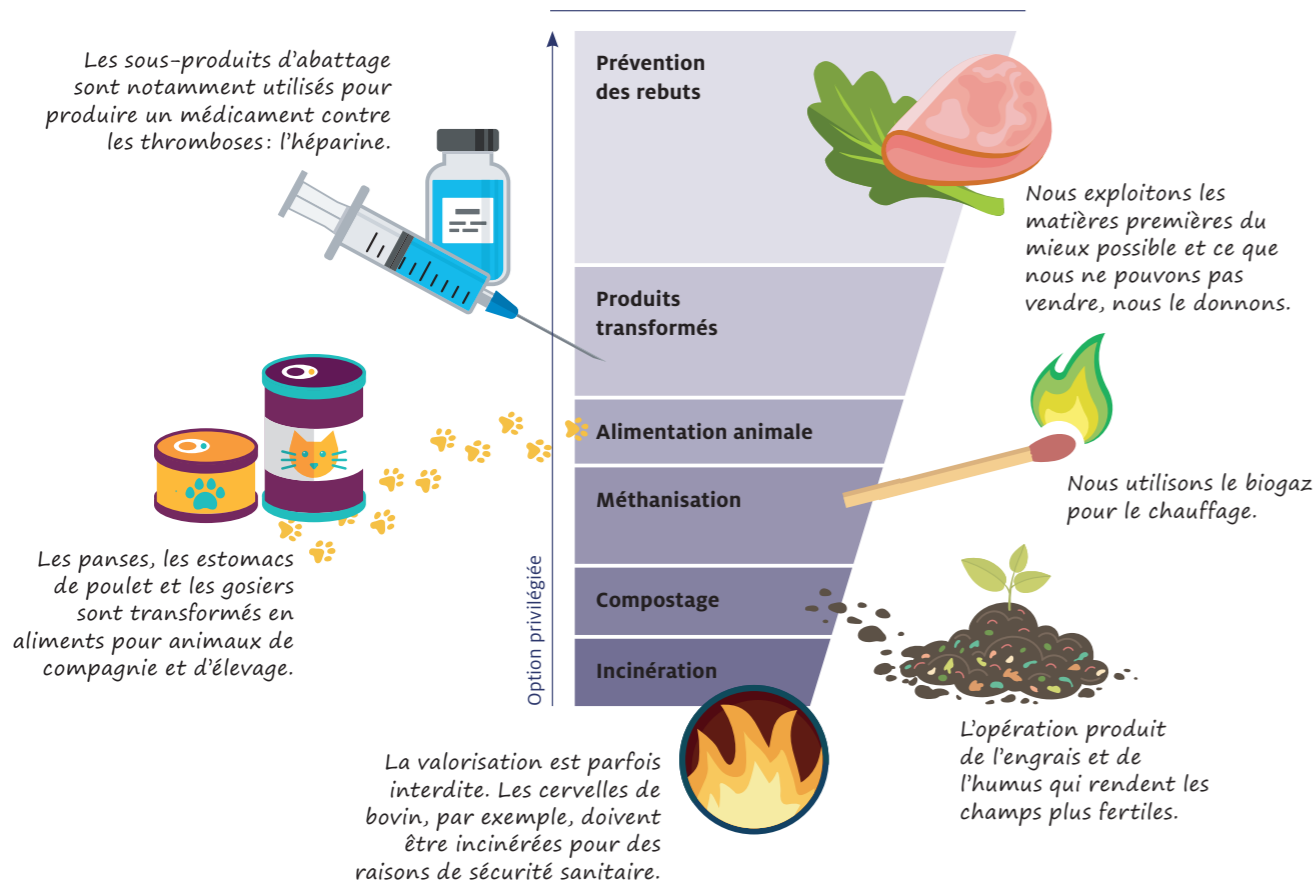 Les sous-produits d'abattage
sont notamment utilisés pour
produire un médicament contre
les thromboses: l'héparine.
Prévention
des rebuts
Nous exploitons les
matières premières du
mieux possible et ce que
nous ne pouvons pas
vendre, nous le donnons.
Produits
transformés
Alimentation animale
Méthanisation
Nous utilisons le biogaz
pour le chauffage.
Les panses, les estomacs
de poulet et les gosiers
sont transformés en
aliments pour animaux de
compagnie et d'élevage.
Option privilégiée
Compostage
Incinération
L'opération produit
de l'engrais et de
l'humus qui rendent les
champs plus fertiles.
La valorisation est parfois
interdite. Les cervelles de
bovin, par exemple, doivent
être incinérées pour des
raisons de sécurité sanitaire.